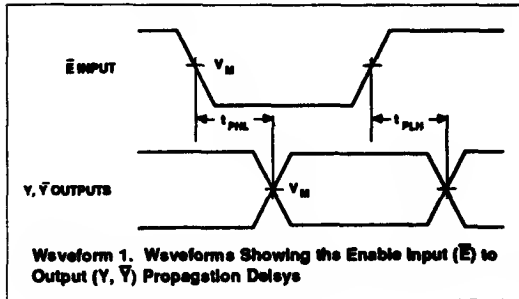 E̅ INPUT
V_M
t_PHL
t_PLH
Y, Y̅ OUTPUTS
V_M
Waveform 1. Waveforms Showing the Enable Input (E̅) to
Output (Y, Y̅) Propagation Delays